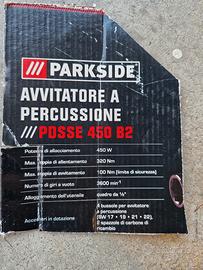 /// PARKSIDE
AVVITATORE A
PERCUSSIONE
/// POSSE 450 B2
Potenza di allacciamento 450 W
Max. coppia di allentamento 320 Nm
Max. coppia di avvitamento 100 Nm (limite di sicurezza)
Numero di giri a vuoto 3600 min⁻¹
Alloggiamento dell'utensile quadro da ½"
Accessori in dotazione bussole per avvitatore
a percussione
(SW 17 • 19 • 21 • 22),
2 spazzole di carbone di
ricambio